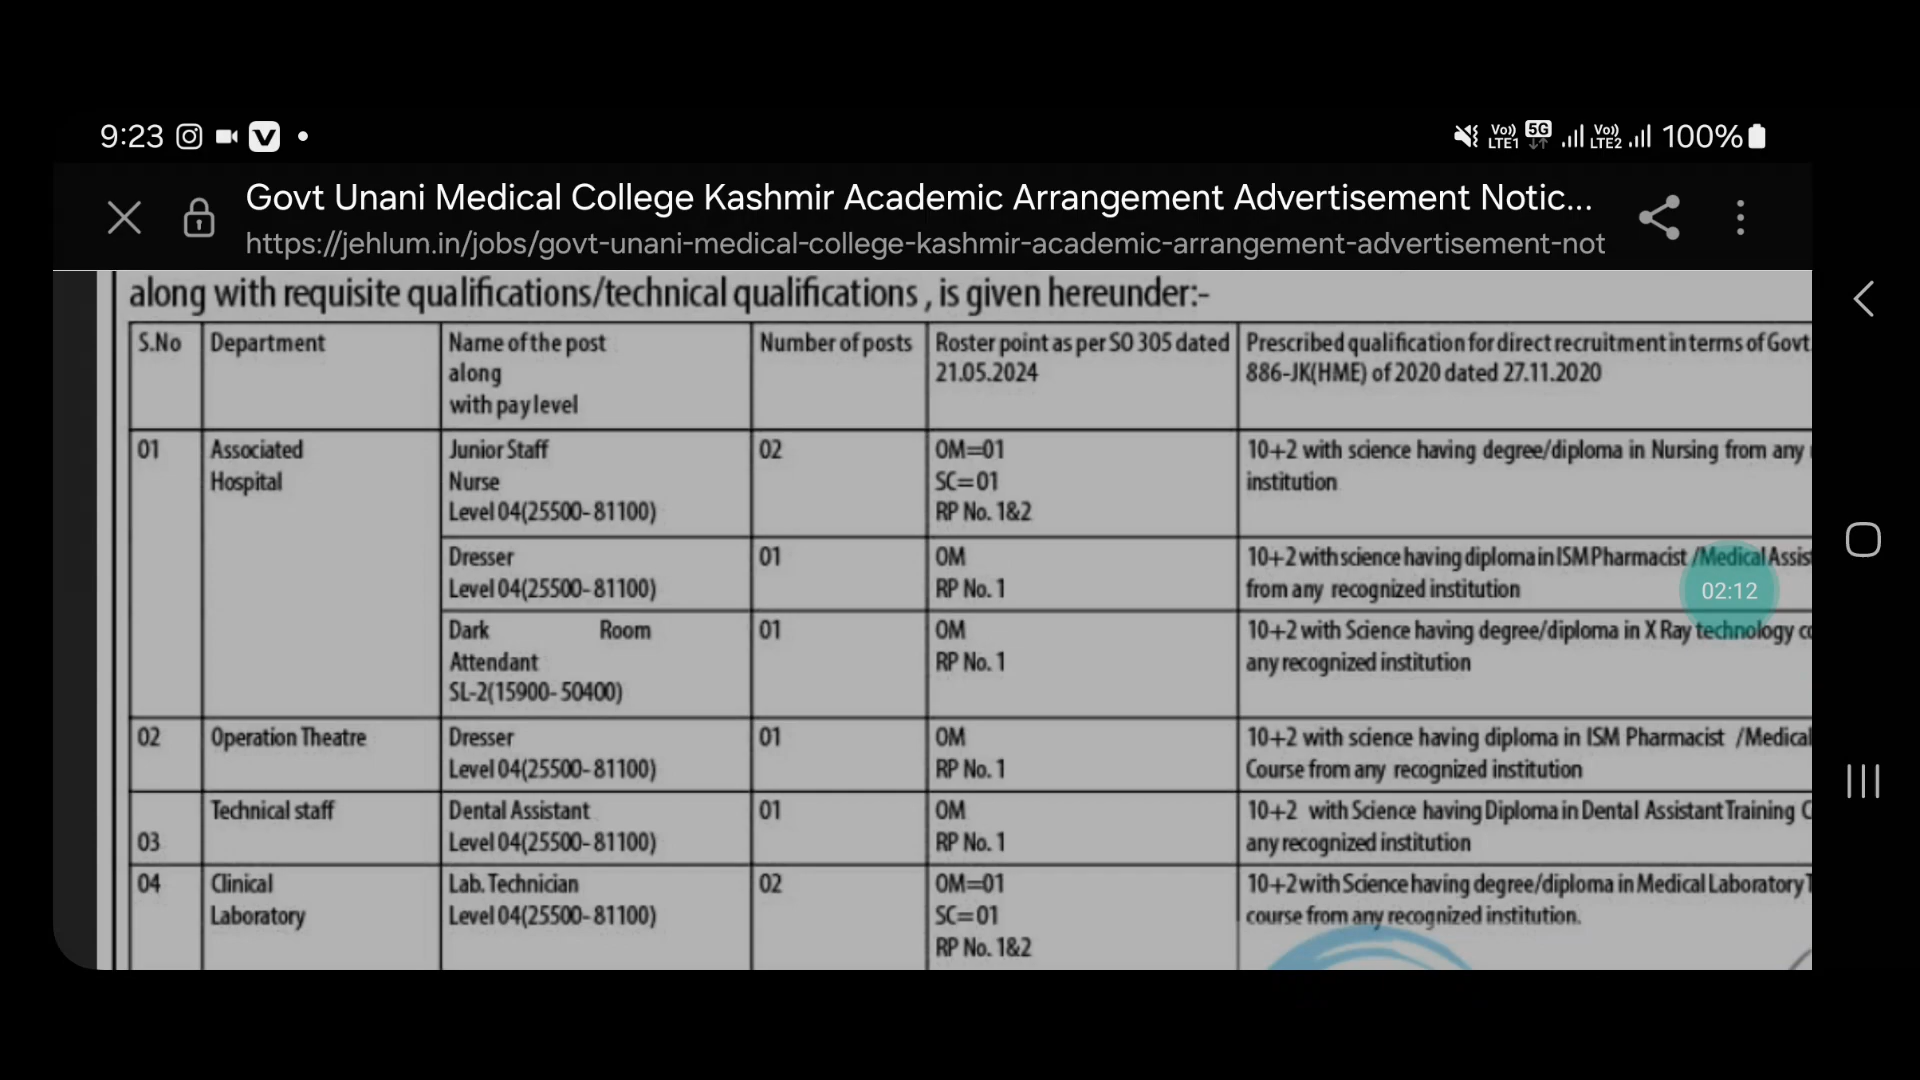 9:23
Vo) LTE1 5G Vo) LTE2 100%
Govt Unani Medical College Kashmir Academic Arrangement Advertisement Notic...
https://jehlum.in/jobs/govt-unani-medical-college-kashmir-academic-arrangement-advertisement-not
along with requisite qualifications/technical qualifications , is given hereunder:-
S.No
Department
Name of the post
along
with pay level
Number of posts
Roster point as per SO 305 dated
21.05.2024
Prescribed qualification for direct recruitment in terms of Govt.
886-JK(HME) of 2020 dated 27.11.2020
01
Associated
Hospital
Junior Staff
Nurse
Level 04(25500- 81100)
02
OM=01
SC=01
RP No. 1&2
10+2 with science having degree/diploma in Nursing from any
institution
Dresser
Level 04(25500- 81100)
01
OM
RP No. 1
10+2 with science having diploma in ISM Pharmacist /Medical Assis
from any recognized institution
02:12
Dark Room
Attendant
SL-2(15900- 50400)
01
OM
RP No. 1
10+2 with Science having degree/diploma in X Ray technology co
any recognized institution
02
Operation Theatre
Dresser
Level 04(25500- 81100)
01
OM
RP No. 1
10+2 with science having diploma in ISM Pharmacist /Medical
Course from any recognized institution
03
Technical staff
Dental Assistant
Level 04(25500- 81100)
01
OM
RP No. 1
10+2 with Science having Diploma in Dental Assistant Training C
any recognized institution
04
Clinical
Laboratory
Lab. Technician
Level 04(25500- 81100)
02
OM=01
SC=01
RP No. 1&2
10+2 with Science having degree/diploma in Medical Laboratory T
course from any recognized institution.